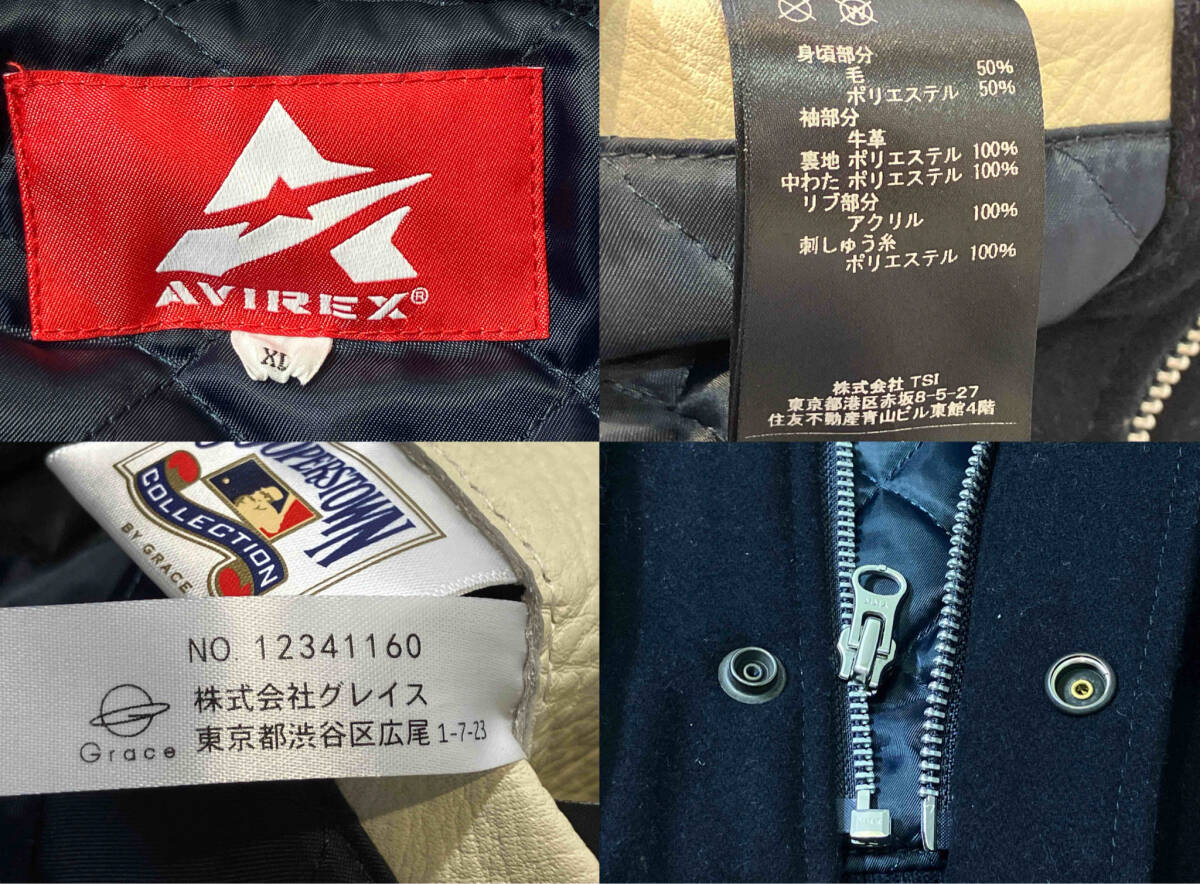 AVIREX®
XL
身頃部分
毛 50%
ポリエステル 50%
袖部分
牛革
裏地 ポリエステル 100%
中わた ポリエステル 100%
リブ部分
アクリル 100%
刺しゅう糸
ポリエステル 100%
株式会社 TSI
東京都港区赤坂8-5-27
住友不動産青山ビル東館4階
COLLECTION
BY GRACE
NO. 12341160
株式会社グレイス
Grace
東京都渋谷区広尾 1-7-23